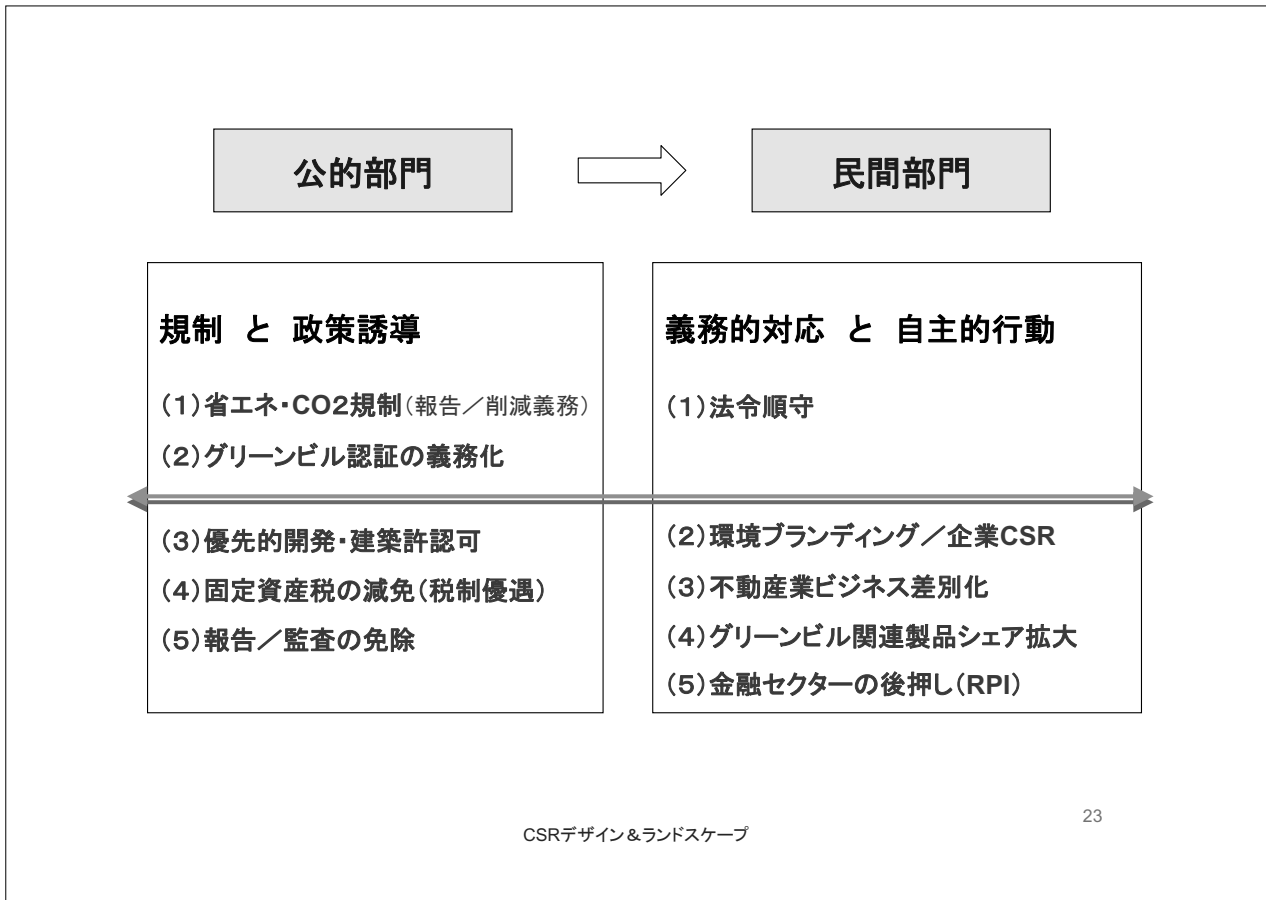 公的部門
民間部門
規制 と 政策誘導
(1)省エネ・CO2規制(報告／削減義務)
(2)グリーンビル認証の義務化
(3)優先的開発・建築許認可
(4)固定資産税の減免(税制優遇)
(5)報告／監査の免除
義務的対応 と 自主的行動
(1)法令順守
(2)環境ブランディング／企業CSR
(3)不動産業ビジネス差別化
(4)グリーンビル関連製品シェア拡大
(5)金融セクターの後押し(RPI)
CSRデザイン＆ランドスケープ
23